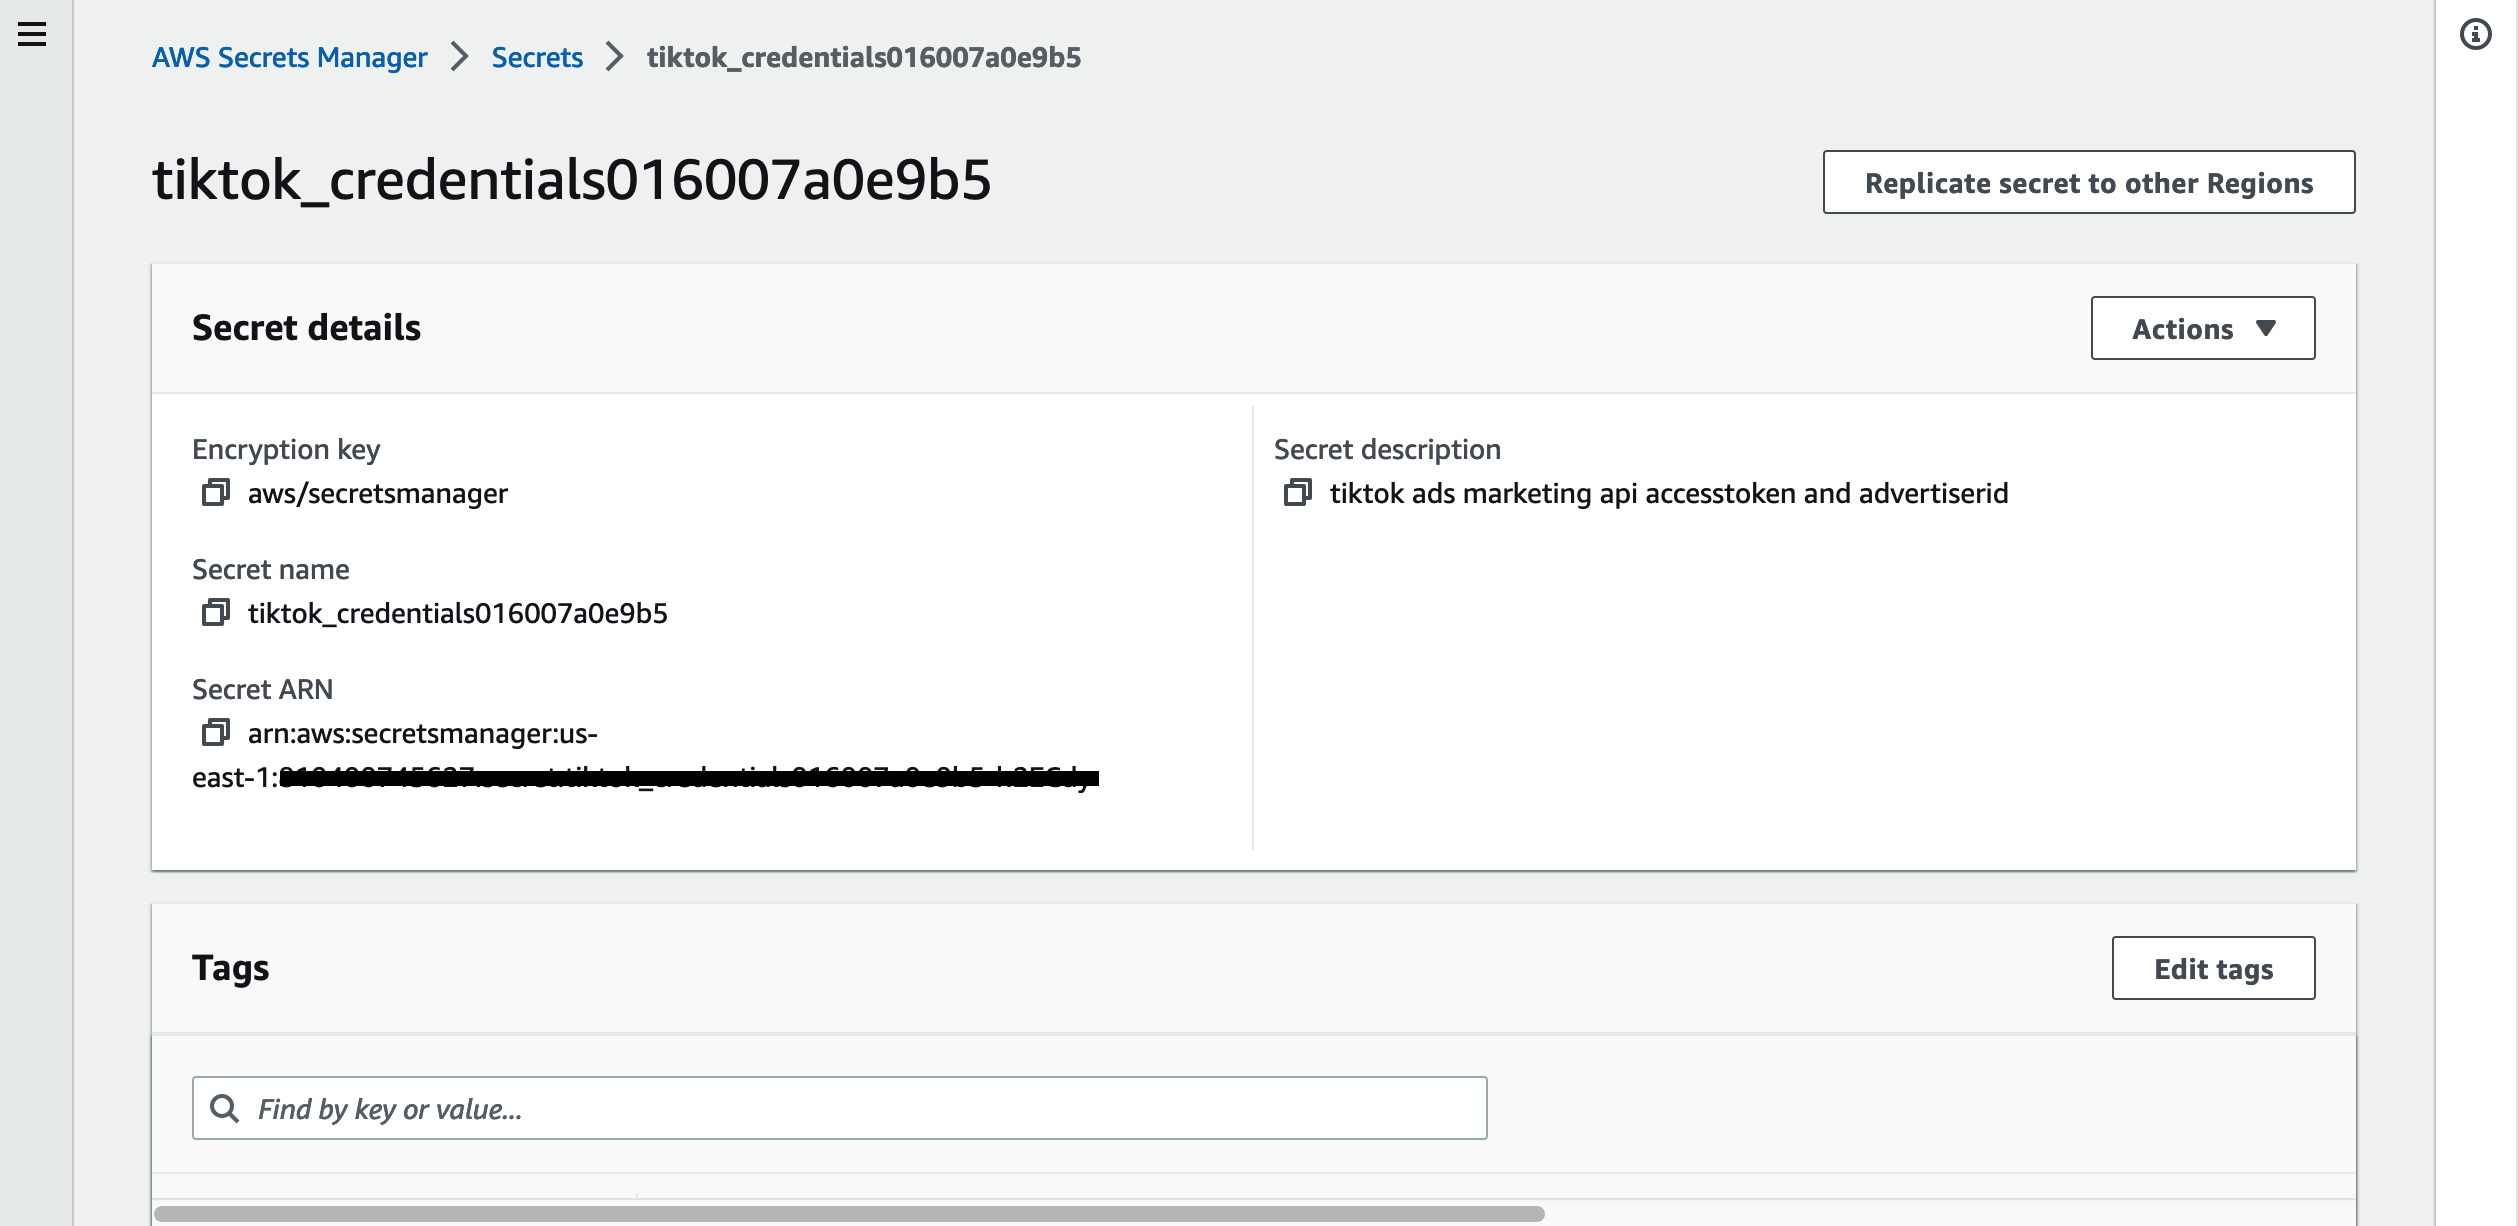 AWS Secrets Manager > Secrets > tiktok_credentials016007a0e9b5
tiktok_credentials016007a0e9b5
Replicate secret to other Regions
Secret details
Actions
Encryption key
aws/secretsmanager
Secret name
tiktok_credentials016007a0e9b5
Secret ARN
arn:aws:secretsmanager:us-
east-1:
Secret description
tiktok ads marketing api accesstoken and advertiserid
Tags
Edit tags
Find by key or value...